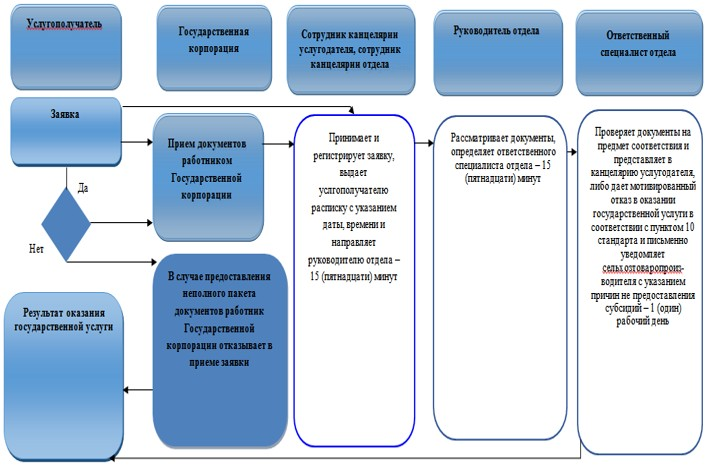 Услугополучатель
Государственная
корпорация
Сотрудник канцелярии
услугодателя, сотрудник
канцелярии отдела
Руководитель отдела
Ответственный
специалист отдела
Заявка
Да
Нет
Прием документов
работником
Государственной
корпорации
В случае предоставления
неполного пакета
документов работник
Государственной
корпорации отказывает в
приеме заявки
Результат оказания
государственной услуги
Принимает и
регистрирует заявку,
выдает
услгополучателю
расписку с указанием
даты, времени и
направляет
руководителю отдела –
15 (пятнадцати) минут
Рассматривает документы,
определяет ответственного
специалиста отдела – 15
(пятнадцати) минут
Проверяет документы на
предмет соответствия и
представляет в
канцелярию услугодателя,
либо дает мотивированный
отказ в оказании
государственной услуги в
соответствии с пунктом 10
стандарта и письменно
уведомляет
сельхозтоваропроиз-
водителя с указанием
причин не предоставления
субсидий – 1 (один)
рабочий день